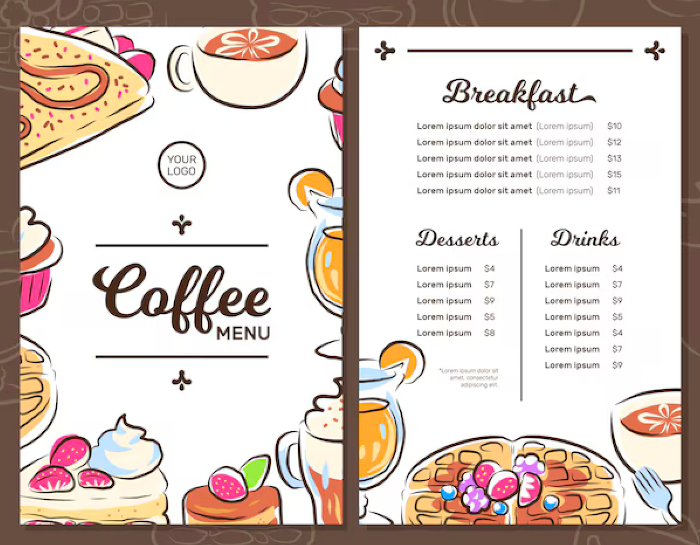 YOUR
LOGO
Coffee
MENU
Breakfast
Lorem ipsum dolor sit amet (Lorem ipsum) $10
Lorem ipsum dolor sit amet (Lorem ipsum) $12
Lorem ipsum dolor sit amet (Lorem ipsum) $13
Lorem ipsum dolor sit amet (Lorem ipsum) $15
Lorem ipsum dolor sit amet (Lorem ipsum) $11
Desserts
Lorem ipsum $4
Lorem ipsum $7
Lorem ipsum $9
Lorem ipsum $5
Lorem ipsum $8
*Lorem ipsum dolor sit
amet, consectetur
adipiscing elit.
Drinks
Lorem ipsum $4
Lorem ipsum $7
Lorem ipsum $9
Lorem ipsum $5
Lorem ipsum $4
Lorem ipsum $7
Lorem ipsum $9